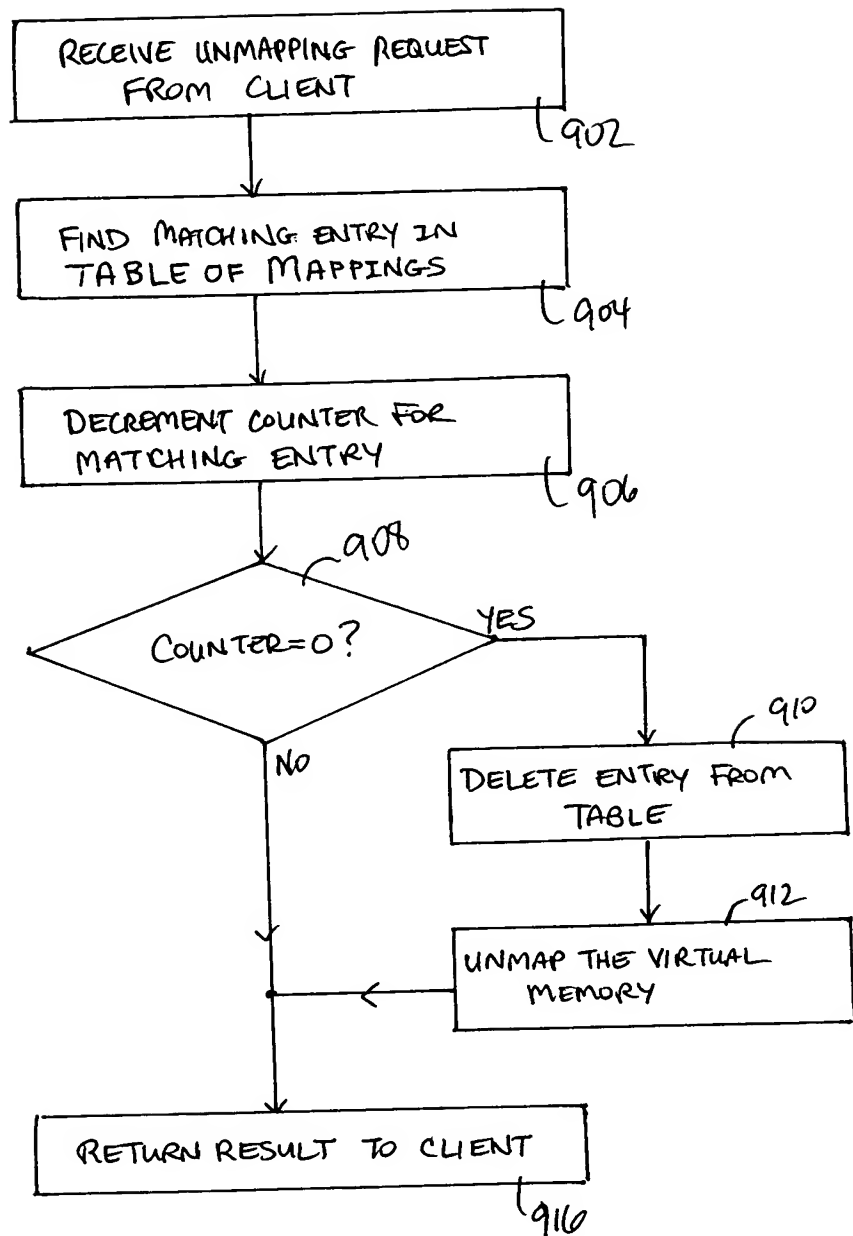 RECEIVE UNMAPPING REQUEST
FROM CLIENT
902
FIND MATCHING ENTRY IN
TABLE OF MAPPINGS
904
DECREMENT COUNTER FOR
MATCHING ENTRY
906
908
COUNTER=0?
YES
NO
910
DELETE ENTRY FROM
TABLE
912
UNMAP THE VIRTUAL
MEMORY
RETURN RESULT TO CLIENT
916